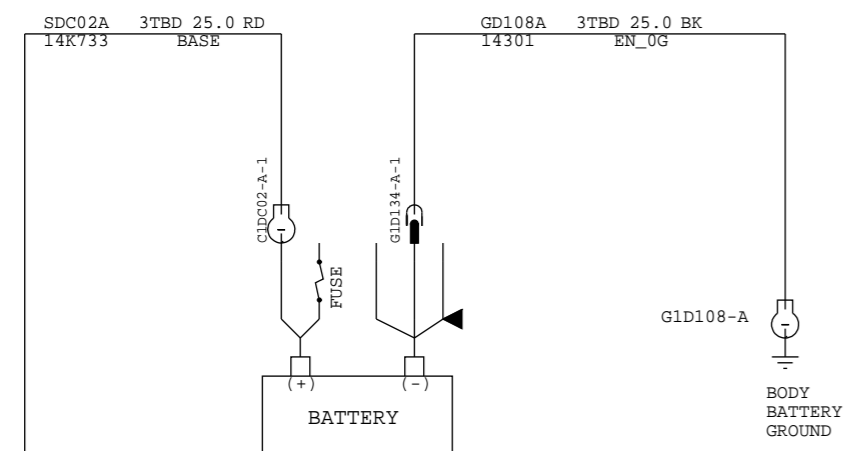 SDC02A 3TBD 25.0 RD
14K733 BASE
GD108A 3TBD 25.0 BK
14301 EN_0G
C1DC02-A-1
G1D134-A-1
FUSE
G1D108-A
(+)
(-)
BATTERY
BODY
BATTERY
GROUND